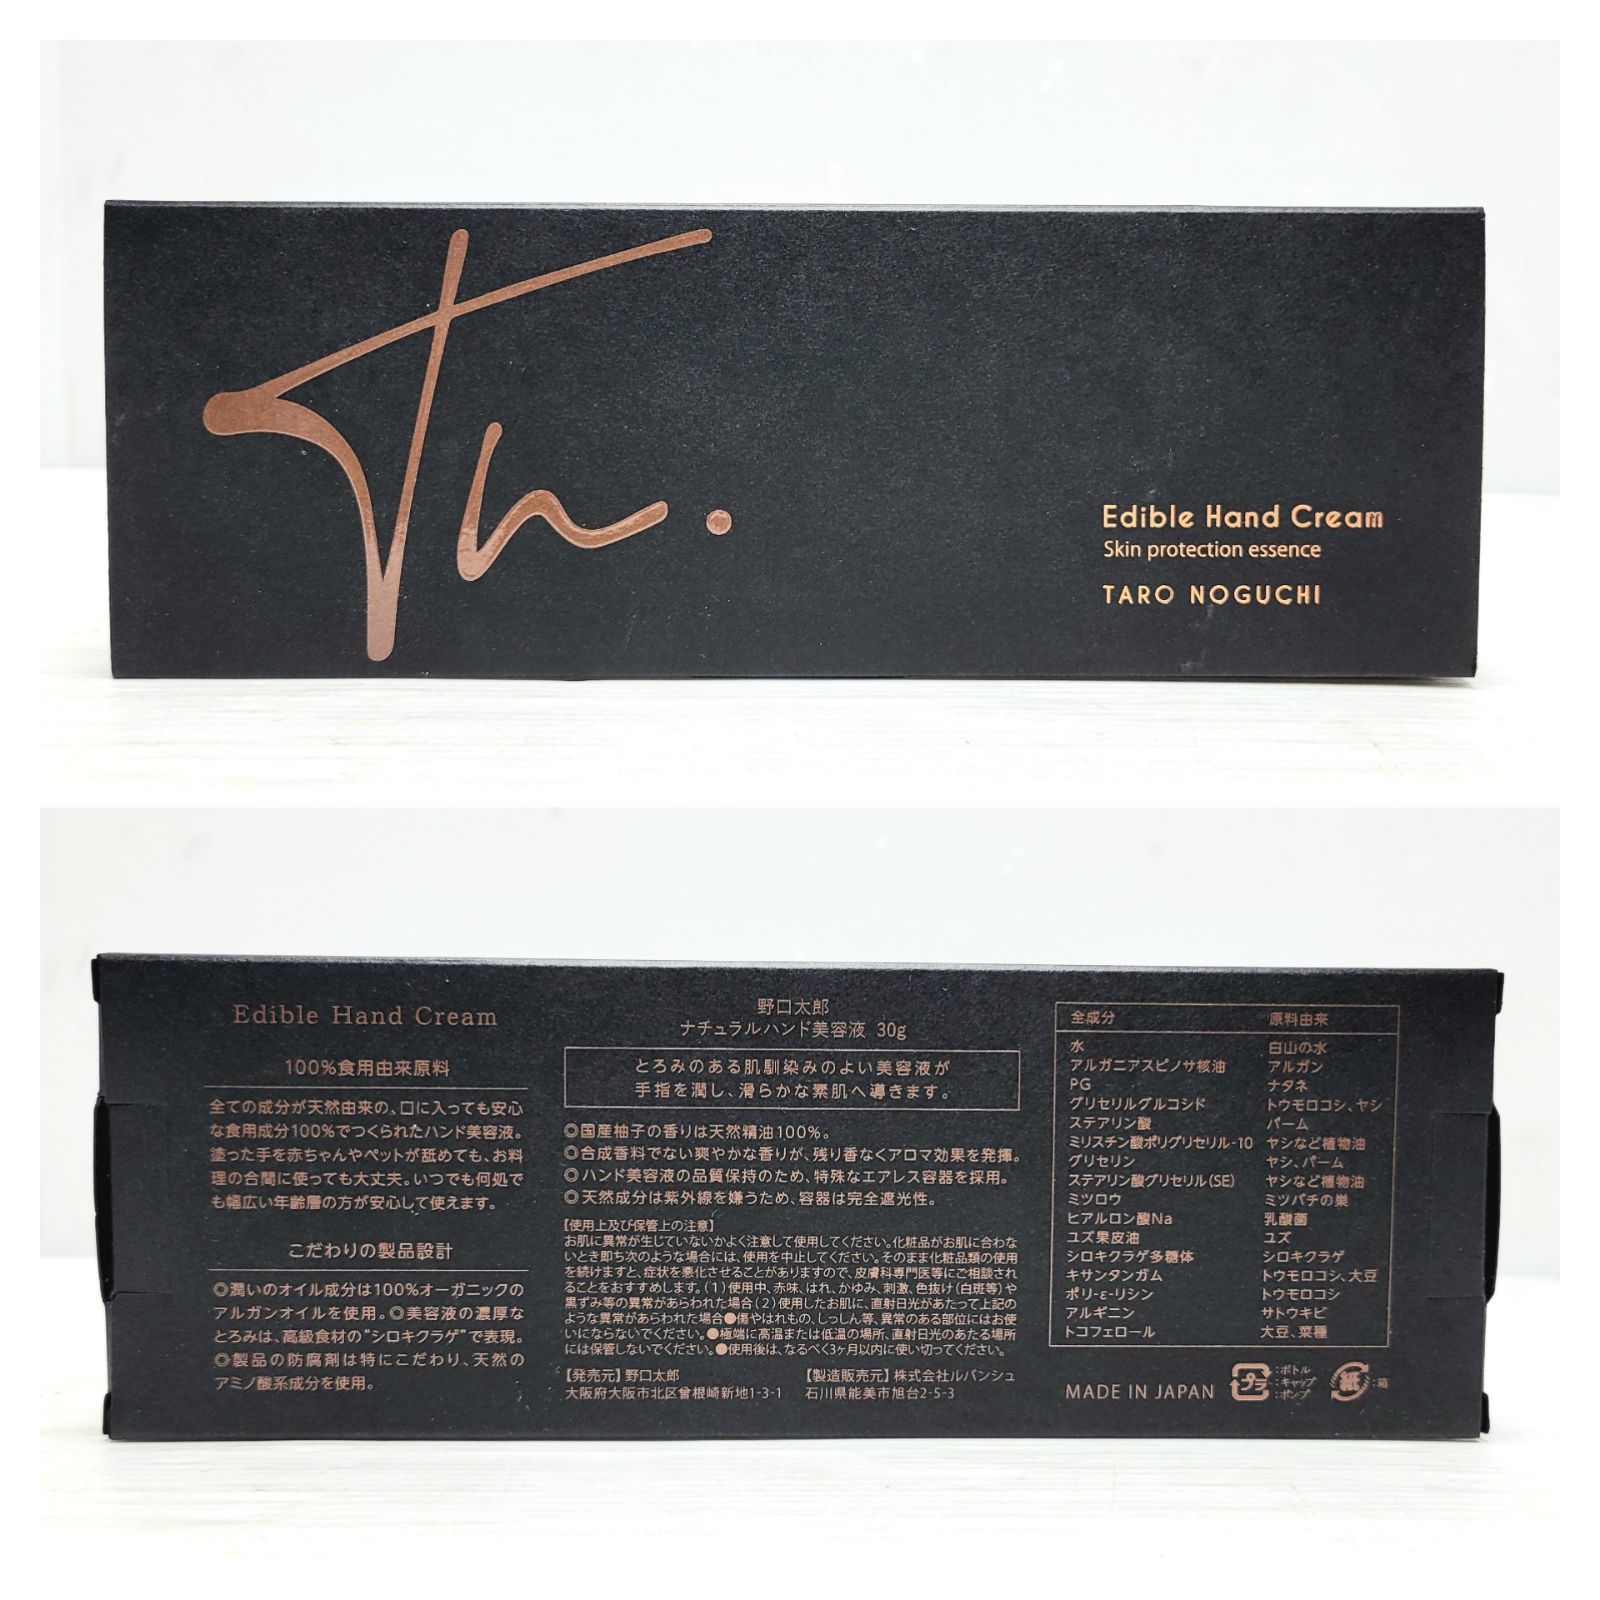 Th.
Edible Hand Cream
Skin protection essence
TARO NOGUCHI
Edible Hand Cream
100%食用由来原料
全ての成分が天然由来の、口に入っても安心
な食用成分100%でつくられたハンド美容液。
塗った手を赤ちゃんやペットが舐めても、お料
理の合間に使っても大丈夫。いつでも何処で
も幅広い年齢層の方が安心して使えます。
こだわりの製品設計
◎潤いのオイル成分は100%オーガニックの
アルガンオイルを使用。◎美容液の濃厚な
とろみは、高級食材の"シロキクラゲ"で表現。
◎製品の防腐剤は特にこだわり、天然の
アミノ酸系成分を使用。
野口太郎
ナチュラルハンド美容液 30g
とろみのある肌馴染みのよい美容液が
手指を潤し、滑らかな素肌へ導きます。
◎国産柚子の香りは天然精油100%。
◎合成香料でない爽やかな香りが、残り香なくアロマ効果を発揮。
◎ハンド美容液の品質保持のため、特殊なエアレス容器を採用。
◎天然成分は紫外線を嫌うため、容器は完全遮光性。
【使用上及び保管上の注意】
お肌に異常が生じていないかよく注意して使用してください。化粧品がお肌に合わな
いとき即ち次のような場合には、使用を中止してください。そのまま化粧品類の使用
を続けますと、症状を悪化させることがありますので、皮膚科専門医等にご相談され
ることをおすすめします。(1)使用中、赤味、はれ、かゆみ、刺激、色抜け(白斑等)や
黒ずみ等の異常があらわれた場合(2)使用したお肌に、直射日光があたって上記の
ような異常があらわれた場合●傷やはれもの、しっしん等、異常のある部位にはお使
いにならないでください。●極端に高温または低温の場所、直射日光のあたる場所
には保管しないでください。●使用後は、なるべく3ヶ月以内に使い切ってください。
【発売元】野口太郎
大阪府大阪市北区曾根崎新地1-3-1
【製造販売元】株式会社ルバンシュ
石川県能美市旭台2-5-3
全成分 原料由来
水 白山の水
アルガニアスピノサ核油 アルガン
PG ナタネ
グリセリルグルコシド トウモロコシ、ヤシ
ステアリン酸 パーム
ミリスチン酸ポリグリセリル-10 ヤシなど植物油
グリセリン ヤシ、パーム
ステアリン酸グリセリル(SE) ヤシなど植物油
ミツロウ ミツバチの巣
ヒアルロン酸Na 乳酸菌
ユズ果皮油 ユズ
シロキクラゲ多糖体 シロキクラゲ
キサンタンガム トウモロコシ、大豆
ポリ-ε-リシン トウモロコシ
アルギニン サトウキビ
トコフェロール 大豆、菜種
MADE IN JAPAN
プラ
:ボトル
:キャップ
:ポンプ
紙
:箱